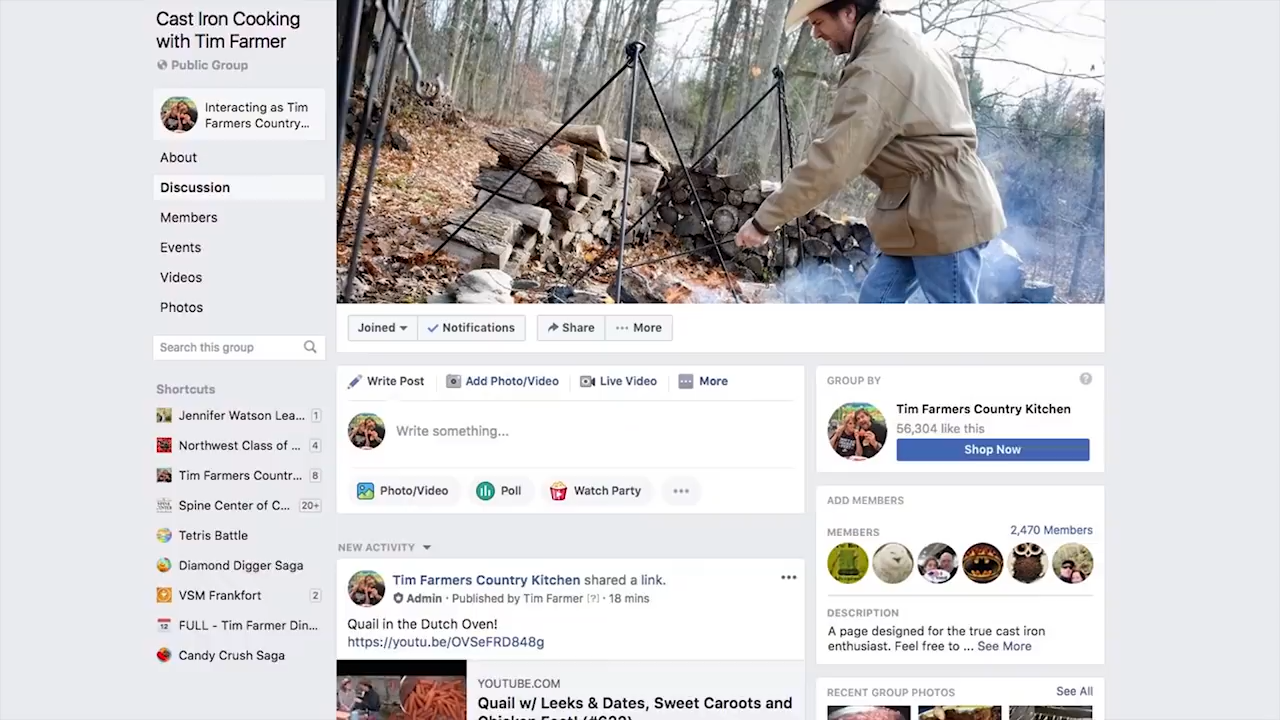 Cast Iron Cooking
with Tim Farmer
Public Group
Interacting as Tim
Farmers Country...
About
Discussion
Members
Events
Videos
Photos
Search this group
Shortcuts
Jennifer Watson Lea... 1
Northwest Class of ... 4
Tim Farmers Countr... 8
Spine Center of C... 20+
Tetris Battle
Diamond Digger Saga
VSM Frankfort 2
12 FULL - Tim Farmer Din...
Candy Crush Saga
Joined
Notifications
Share
More
Write Post
Add Photo/Video
Live Video
More
Write something...
Photo/Video
Poll
Watch Party
NEW ACTIVITY
Tim Farmers Country Kitchen shared a link.
Admin · Published by Tim Farmer [?] · 18 mins
Quail in the Dutch Oven!
https://youtu.be/OVSeFRD848g
YOUTUBE.COM
Quail w/ Leeks & Dates, Sweet Caroots and
Chicken Feet! (#622)
GROUP BY
Tim Farmers Country Kitchen
56,304 like this
Shop Now
ADD MEMBERS
MEMBERS
2,470 Members
DESCRIPTION
A page designed for the true cast iron
enthusiast. Feel free to ... See More
RECENT GROUP PHOTOS
See All